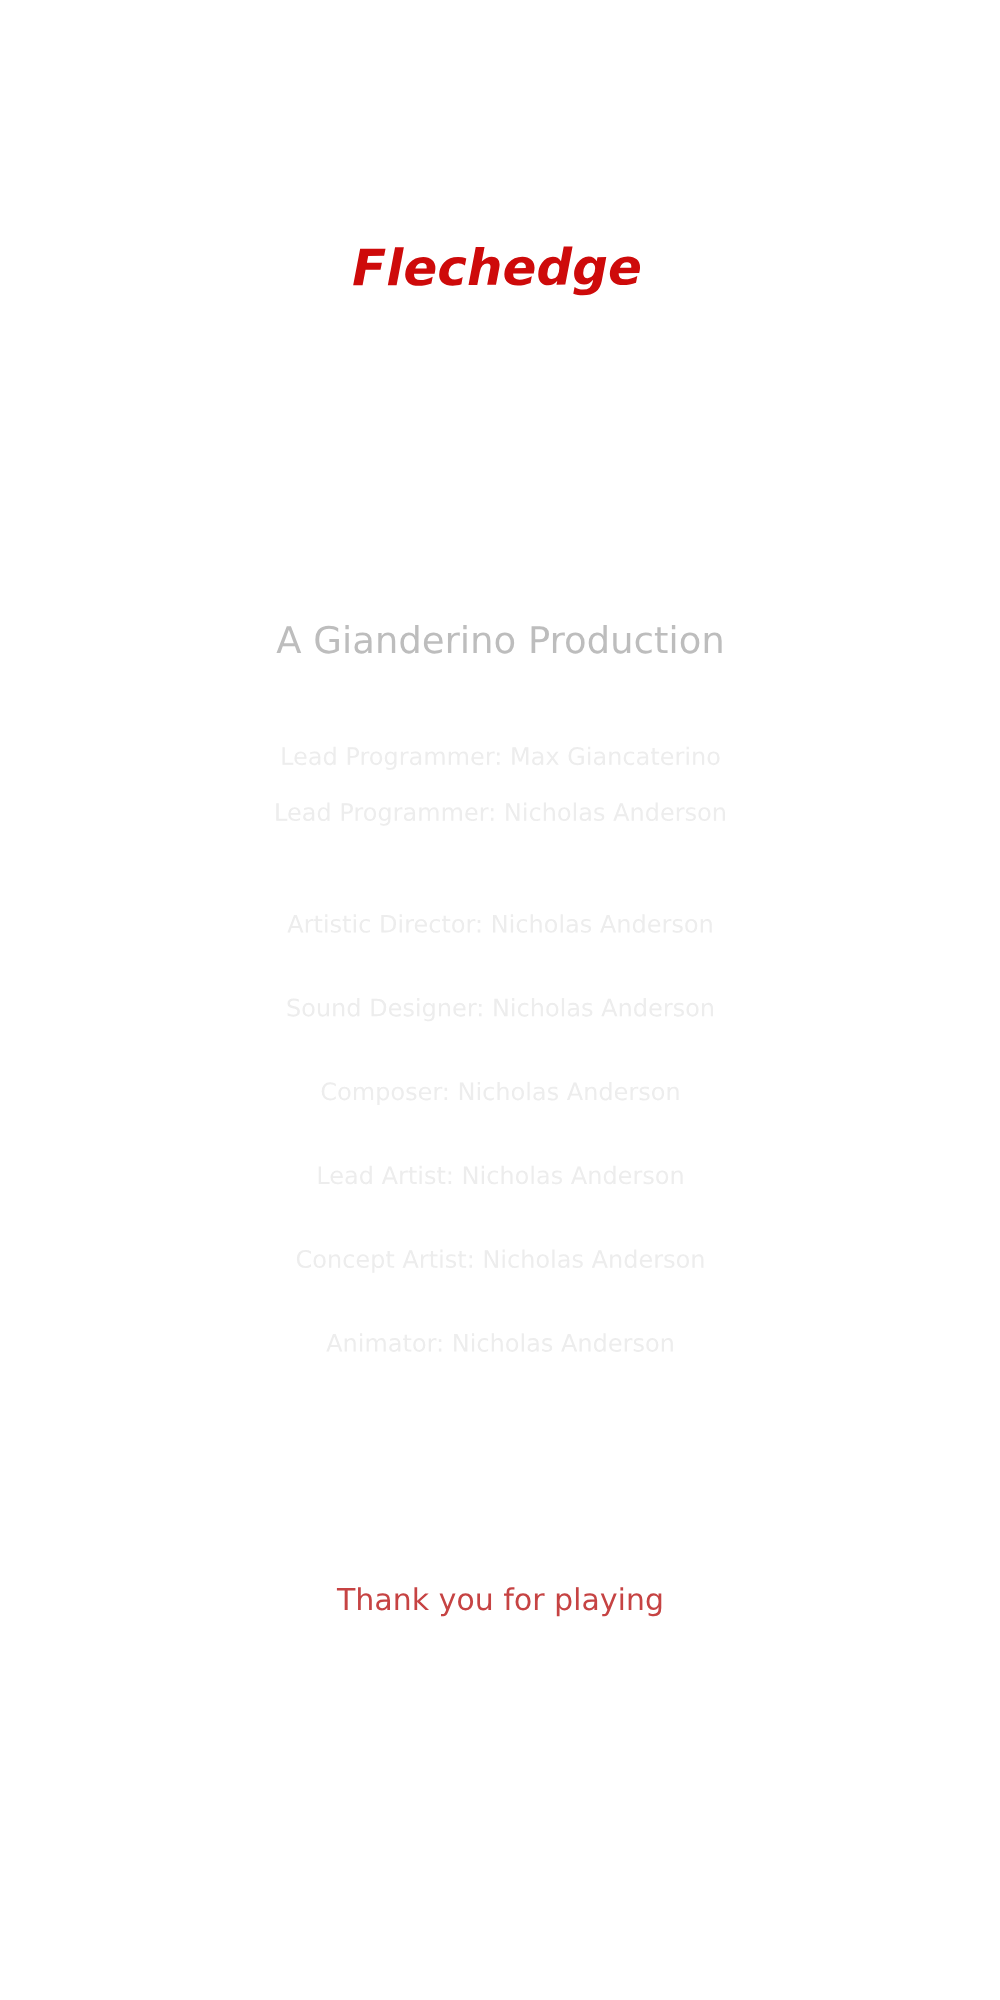 Flechedge
A Gianderino Production
Lead Programmer: Max Giancaterino
Lead Programmer: Nicholas Anderson
Artistic Director: Nicholas Anderson
Sound Designer: Nicholas Anderson
Composer: Nicholas Anderson
Lead Artist: Nicholas Anderson
Concept Artist: Nicholas Anderson
Animator: Nicholas Anderson
Thank you for playing